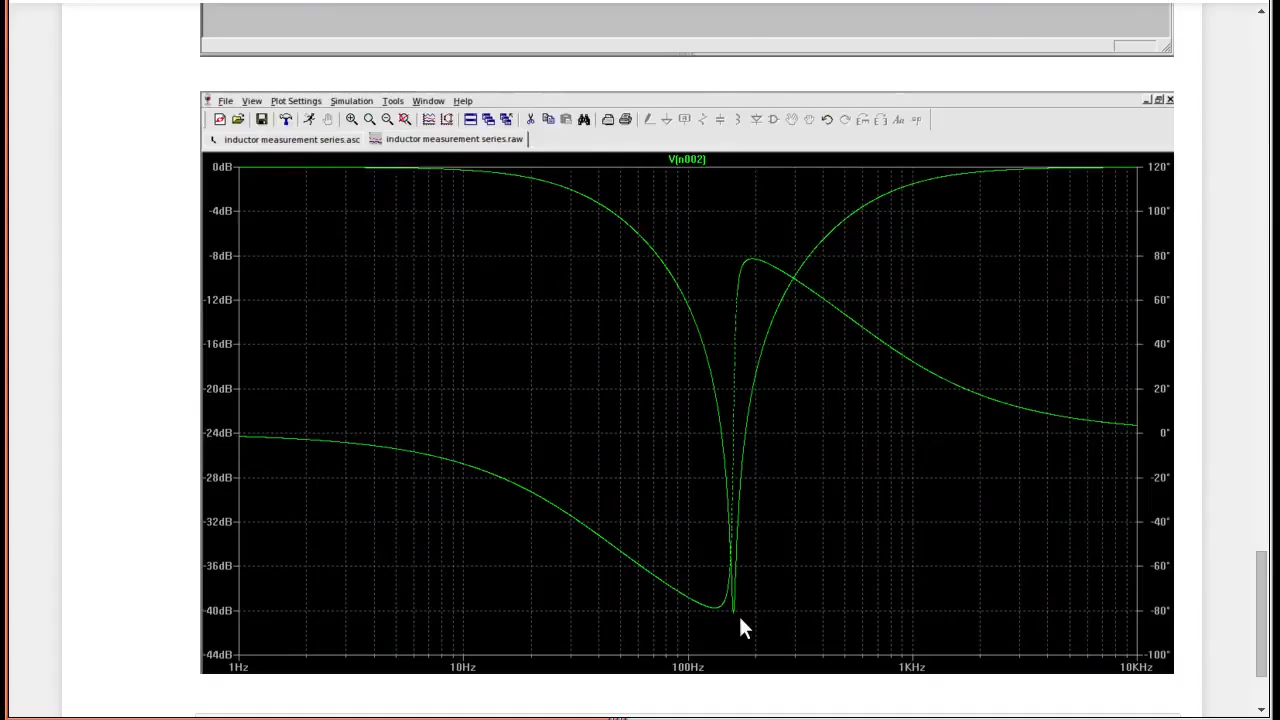 File View Plot Settings Simulation Tools Window Help
inductor measurement series.asc inductor measurement series.raw
V(n002)
0dB 120°
-4dB 100°
-8dB 80°
-12dB 60°
-16dB 40°
-20dB 20°
-24dB 0°
-28dB -20°
-32dB -40°
-36dB -60°
-40dB -80°
-44dB -100°
1Hz 10Hz 100Hz 1KHz 10KHz